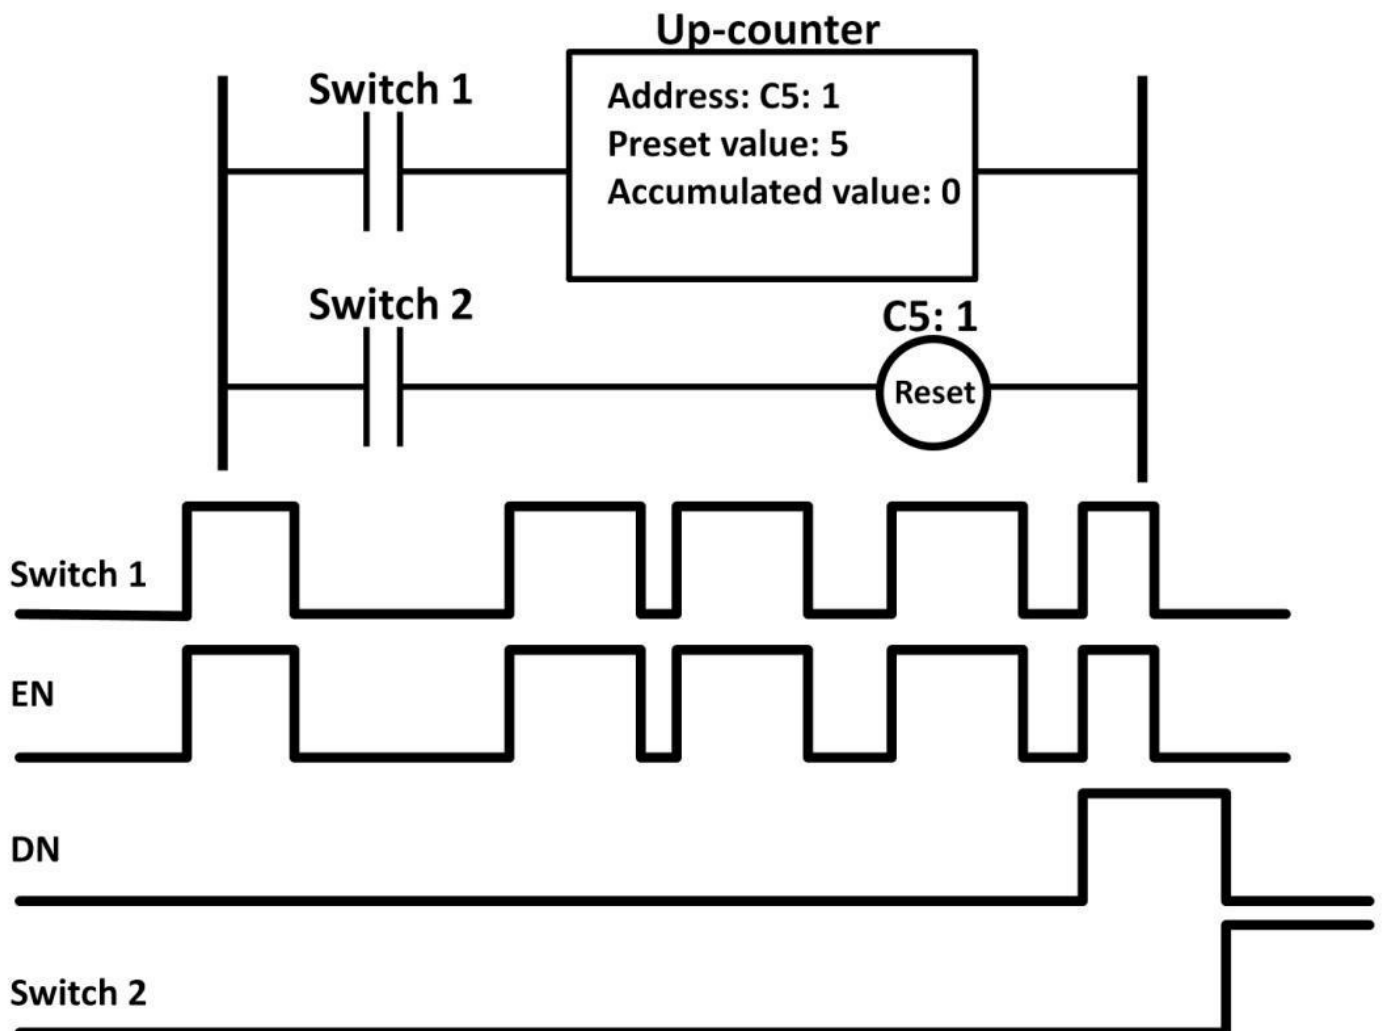 Up-counter
Switch 1
Address: C5: 1
Preset value: 5
Accumulated value: 0
Switch 2
C5: 1
Reset
Switch 1
EN
DN
Switch 2